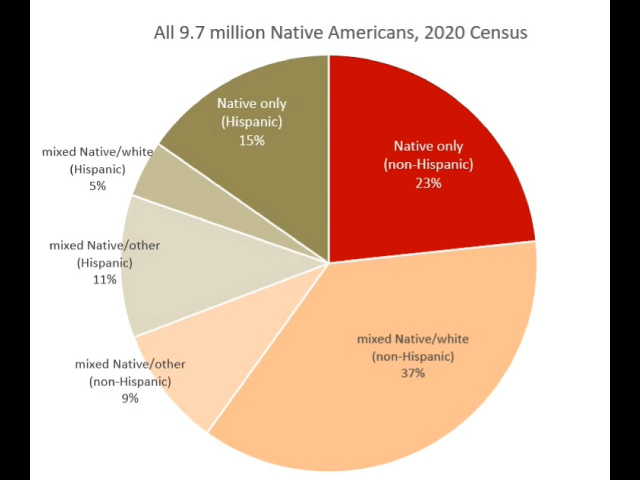 All 9.7 million Native Americans, 2020 Census
Native only
(Hispanic)
15%
Native only
(non-Hispanic)
23%
mixed Native/white
(Hispanic)
5%
mixed Native/other
(Hispanic)
11%
mixed Native/white
(non-Hispanic)
37%
mixed Native/other
(non-Hispanic)
9%